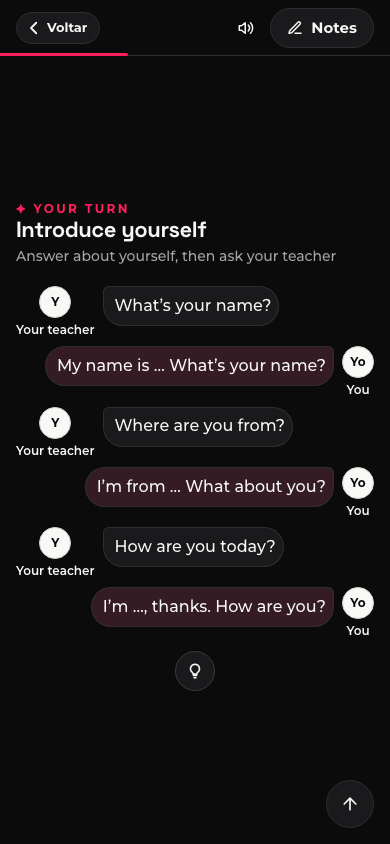 Voltar
Notes
YOUR TURN
Introduce yourself
Answer about yourself, then ask your teacher
Y
What's your name?
Your teacher
My name is ... What's your name?
Yo
You
Y
Where are you from?
Your teacher
I'm from ... What about you?
Yo
You
Y
How are you today?
Your teacher
I'm ..., thanks. How are you?
Yo
You